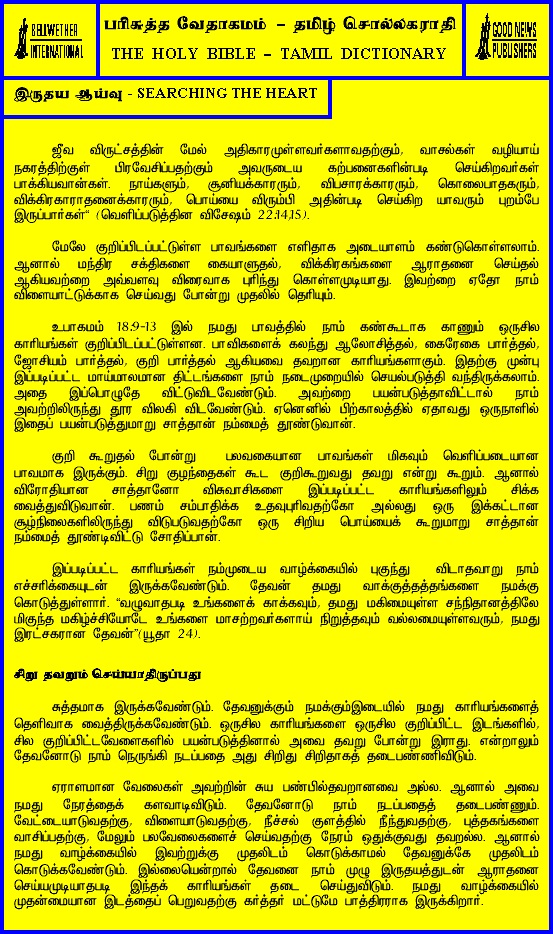 BELLWETHER
INTERNATIONAL
பரிசுத்த வேதாகமம் – தமிழ் சொல்லகராதி
THE HOLY BIBLE – TAMIL DICTIONARY
GOOD NEWS
PUBLISHERS
இருதய ஆய்வு - SEARCHING THE HEART
ஜீவ விருட்சத்தின் மேல் அதிகாரமுள்ளவர்களாவதற்கும், வாசல்கள் வழியாய்
நகரத்திற்குள் பிரவேசிப்பதற்கும் அவருடைய கற்பனைகளின்படி செய்கிறவர்கள்
பாக்கியவான்கள். நாய்களும், சூனியக்காரரும், விபசாரக்காரரும், கொலைபாதகரும்,
விக்கிரகாராதனைக்காரரும், பொய்யை விரும்பி அதின்படி செய்கிற யாவரும் புறம்பே
இருப்பார்கள்“ (வெளிப்படுத்தின விசேஷம் 22:14,15).
மேலே குறிப்பிடப்பட்டுள்ள பாவங்களை எளிதாக அடையாளம் கண்டுகொள்ளலாம்.
ஆனால் மந்திர சக்திகளை கையாளுதல், விக்கிரகங்களை ஆராதனை செய்தல்
ஆகியவற்றை அவ்வளவு விரைவாக புரிந்து கொள்ளமுடியாது. இவற்றை ஏதோ நாம்
விளையாட்டுக்காக செய்வது போன்று முதலில் தெரியும்.
உபாகமம் 18:9-13 இல் நமது பாவத்தில் நாம் கண்கூடாக காணும் ஒருசில
காரியங்கள் குறிப்பிடப்பட்டுள்ளன. பாவிகளைக் கலந்து ஆலோசித்தல், கைரேகை பார்த்தல்,
ஜோசியம் பார்த்தல், குறி பார்த்தல் ஆகியவை தவறான காரியங்களாகும். இதற்கு முன்பு
இப்படிப்பட்ட மாய்மாலமான திட்டங்களை நாம் நடைமுறையில் செயல்படுத்தி வந்திருக்கலாம்.
அதை இப்பொழுதே விட்டுவிடவேண்டும். அவற்றை பயன்படுத்தாவிட்டால் நாம்
அவற்றிலிருந்து தூர விலகி விடவேண்டும். ஏனெனில் பிற்காலத்தில் ஏதாவது ஒருநாளில்
இதைப் பயன்படுத்துமாறு சாத்தான் நம்மைத் தூண்டுவான்.
குறி கூறுதல் போன்று பலவகையான பாவங்கள் மிகவும் வெளிப்படையான
பாவமாக இருக்கும். சிறு குழந்தைகள் கூட குறிகூறுவது தவறு என்று கூறும். ஆனால்
விரோதியான சாத்தானோ விசுவாசிகளை இப்படிப்பட்ட காரியங்களிலும் சிக்க
வைத்துவிடுவான். பணம் சம்பாதிக்க உதவுபுரிவதற்கோ அல்லது ஒரு இக்கட்டான
சூழ்நிலைகளிலிருந்து விடுபடுவதற்கோ ஒரு சிறிய பொய்யைக் கூறுமாறு சாத்தான்
நம்மைத் தூண்டிவிட்டு சோதிப்பான்.
இப்படிப்பட்ட காரியங்கள் நம்முடைய வாழ்க்கையில் புகுந்து விடாதவாறு நாம்
எச்சரிக்கையுடன் இருக்கவேண்டும். தேவன் தமது வாக்குத்தத்தங்களை நமக்கு
கொடுத்துள்ளார். “வழுவாதபடி உங்களைக் காக்கவும், தமது மகிமையுள்ள சந்நிதானத்திலே
மிகுந்த மகிழ்ச்சியோடே உங்களை மாசற்றவர்களாய் நிறுத்தவும் வல்லமையுள்ளவரும், நமது
இரட்சகரான தேவன்”(யூதா 24).
சிறு தவறும் செய்யாதிருப்பது
சுத்தமாக இருக்கவேண்டும். தேவனுக்கும் நமக்கும்இடையில் நமது காரியங்களைத்
தெளிவாக வைத்திருக்கவேண்டும். ஒருசில காரியங்களை ஒருசில குறிப்பிட்ட இடங்களில்,
சில குறிப்பிட்டவேளைகளில் பயன்படுத்தினால் அவை தவறு போன்று இராது. என்றாலும்
தேவனோடு நாம் நெருங்கி நடப்பதை அது சிறிது சிறிதாகத் தடைபண்ணிவிடும்.
ஏராளமான வேலைகள் அவற்றின் சுய பண்பில்தவறானவை அல்ல. ஆனால் அவை
நமது நேரத்தைக் களவாடிவிடும். தேவனோடு நாம் நடப்பதைத் தடைபண்ணும்.
வேட்டையாடுவதற்கு, விளையாடுவதற்கு, நீச்சல் குளத்தில் நீந்துவதற்கு, புத்தகங்களை
வாசிப்பதற்கு, மேலும் பலவேலைகளைச் செய்வதற்கு நேரம் ஒதுக்குவது தவறல்ல. ஆனால்
நமது வாழ்க்கையில் இவற்றுக்கு முதலிடம் கொடுக்காமல் தேவனுக்கே முதலிடம்
கொடுக்கவேண்டும். இல்லையென்றால் தேவனை நாம் முழு இருதயத்துடன் ஆராதனை
செய்யமுடியாதபடி இந்தக் காரியங்கள் தடை செய்துவிடும். நமது வாழ்க்கையில்
முதன்மையான இடத்தைப் பெறுவதற்கு கர்த்தர் மட்டுமே பாத்திரராக இருக்கிறார்.